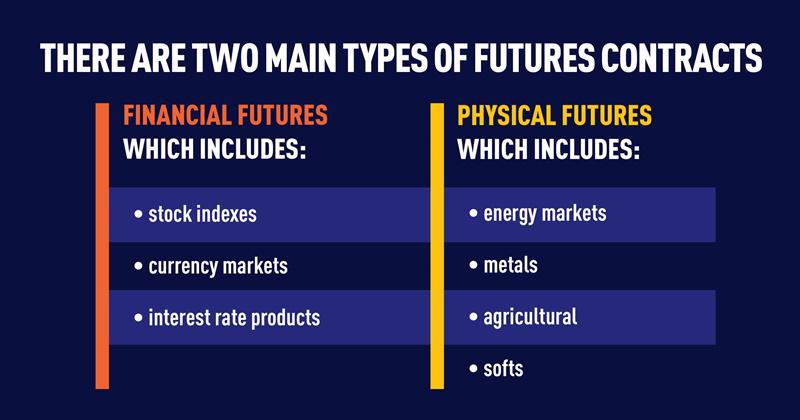 THERE ARE TWO MAIN TYPES OF FUTURES CONTRACTS
FINANCIAL FUTURES
WHICH INCLUDES:
• stock indexes
• currency markets
• interest rate products
PHYSICAL FUTURES
WHICH INCLUDES:
• energy markets
• metals
• agricultural
• softs